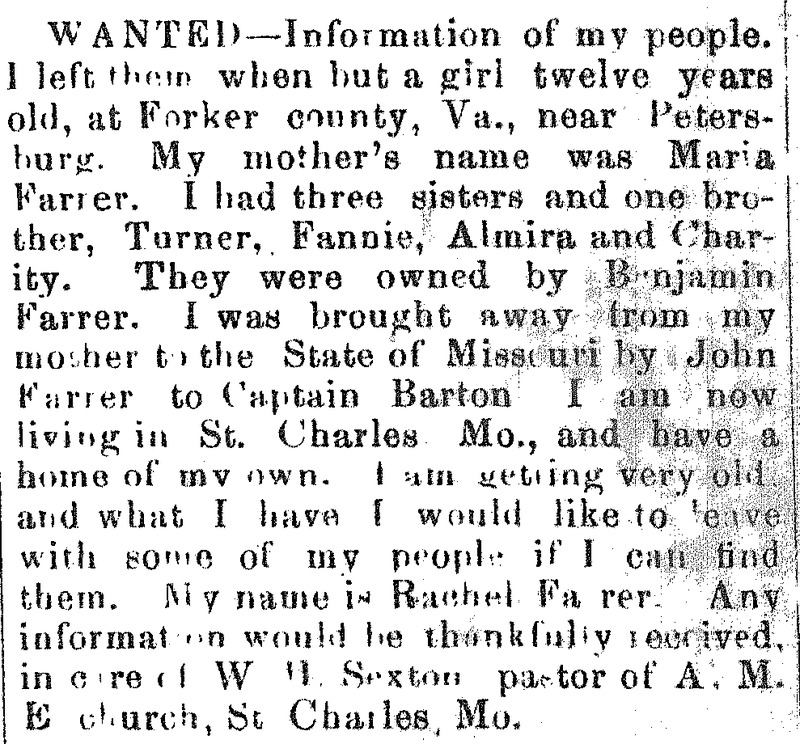 WANTED—Information of my people.
I left them when but a girl twelve years
old, at Forker county, Va., near Peters-
burg. My mother's name was Maria
Farrer. I had three sisters and one bro-
ther, Turner, Fannie, Almira and Char-
ity. They were owned by Benjamin
Farrer. I was brought away from my
mother to the State of Missouri by John
Farrer to Captain Barton I am now
living in St. Charles Mo., and have a
home of my own. I am getting very old
and what I have I would like to leave
with some of my people if I can find
them. My name is Rachel Farrer. Any
information would be thankfully received,
in care of W H. Sexton pastor of A. M.
E church, St Charles, Mo.